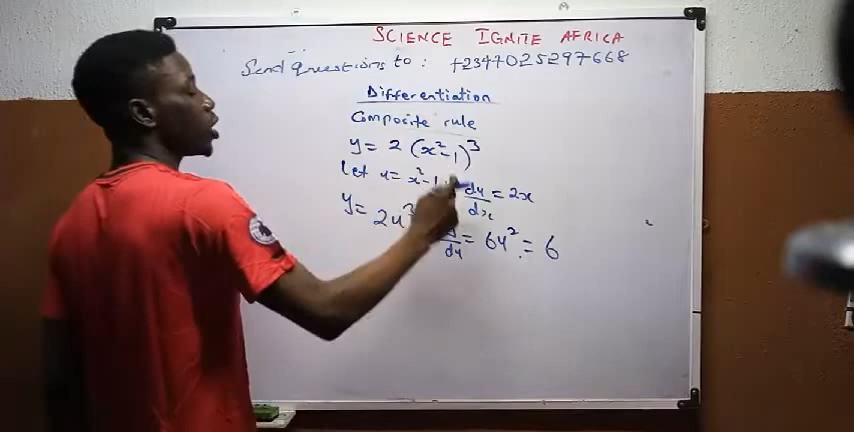 SCIENCE IGNITE AFRICA
Send Questions to : +2347025297668
Differentiation
Composite rule
y = 2 (x²-1)³
Let u = x²-1 du/dx = 2x
y = 2u³ /du = 6u² = 6